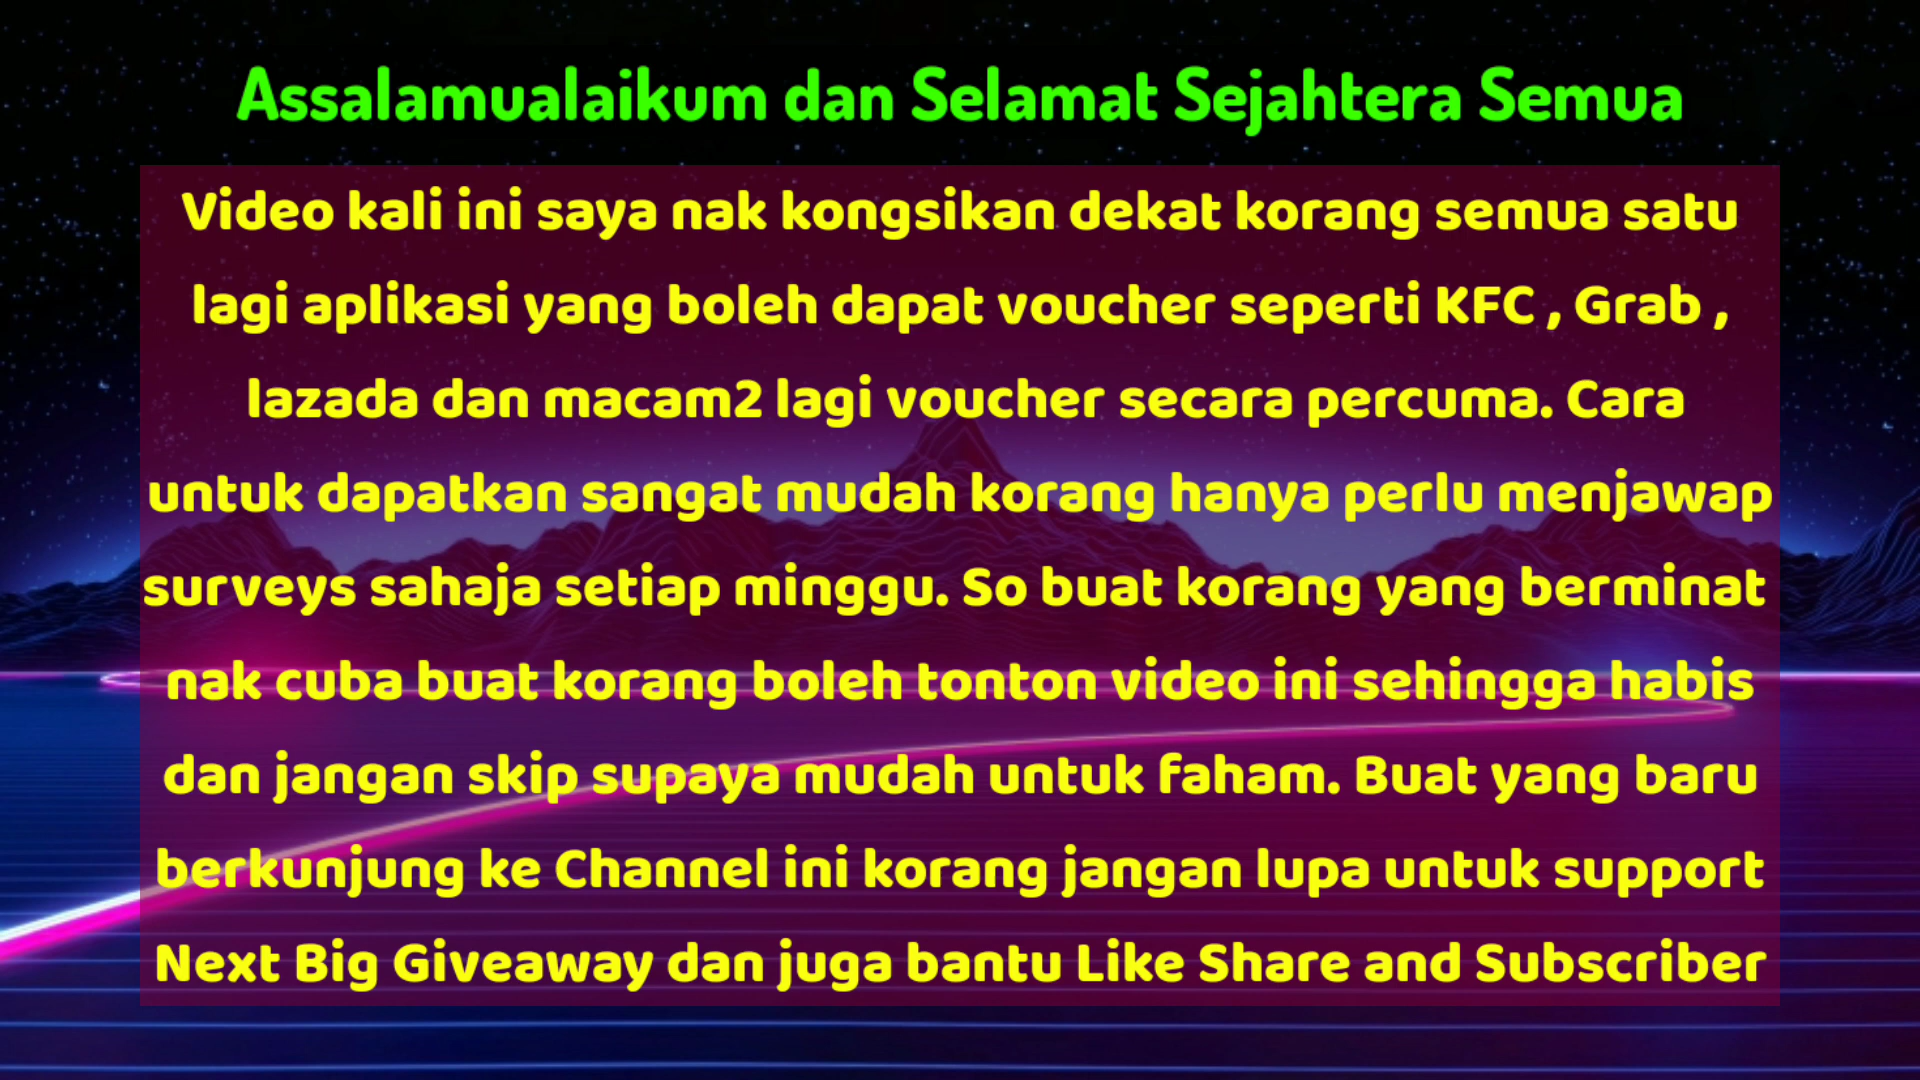 Assalamualaikum dan Selamat Sejahtera Semua
Video kali ini saya nak kongsikan dekat korang semua satu
lagi aplikasi yang boleh dapat voucher seperti KFC , Grab ,
lazada dan macam2 lagi voucher secara percuma. Cara
untuk dapatkan sangat mudah korang hanya perlu menjawap
surveys sahaja setiap minggu. So buat korang yang berminat
nak cuba buat korang boleh tonton video ini sehingga habis
dan jangan skip supaya mudah untuk faham. Buat yang baru
berkunjung ke Channel ini korang jangan lupa untuk support
Next Big Giveaway dan juga bantu Like Share and Subscriber